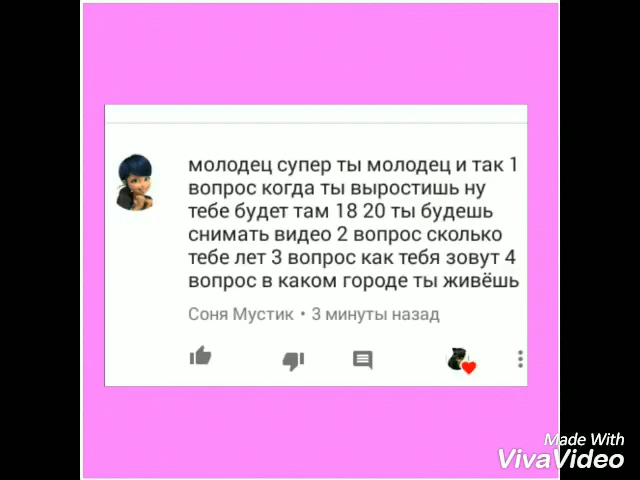 молодец супер ты молодец и так 1
вопрос когда ты выростишь ну
тебе будет там 18 20 ты будешь
снимать видео 2 вопрос сколько
тебе лет 3 вопрос как тебя зовут 4
вопрос в каком городе ты живёшь
Соня Мустик • 3 минуты назад
Made With
VivaVideo